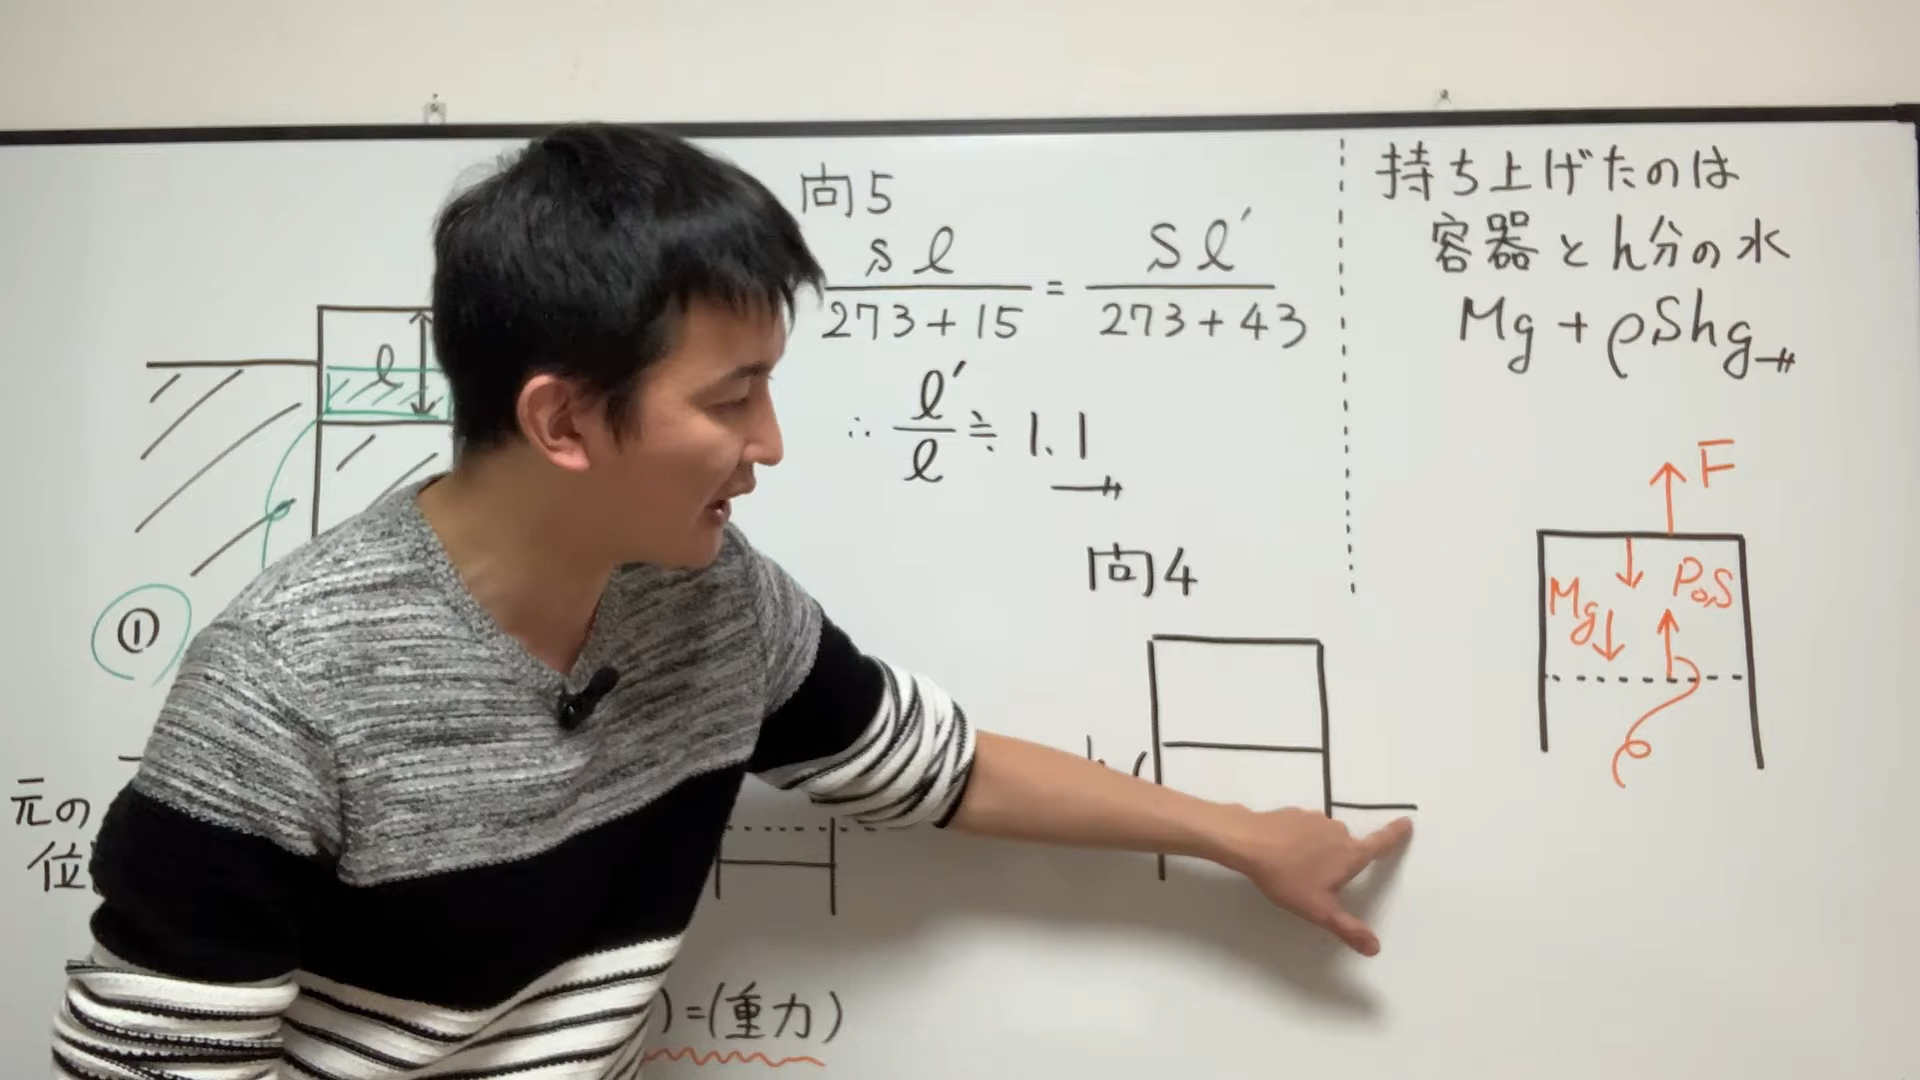 l
①
元の
位
)=(重力)
問5
Sl/(273+15) = Sl′/(273+43)
∴ l′/l ≒ 1.1
問4
h
持ち上げたのは
容器とh分の水
Mg+ρShg
F
Mg
P₀S